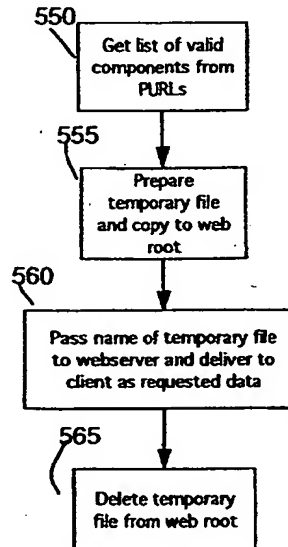 550
Get list of valid
components from
PURLs
555
Prepare
temporary file
and copy to web
root
560
Pass name of temporary file
to webserver and deliver to
client as requested data
565
Delete temporary
file from web root